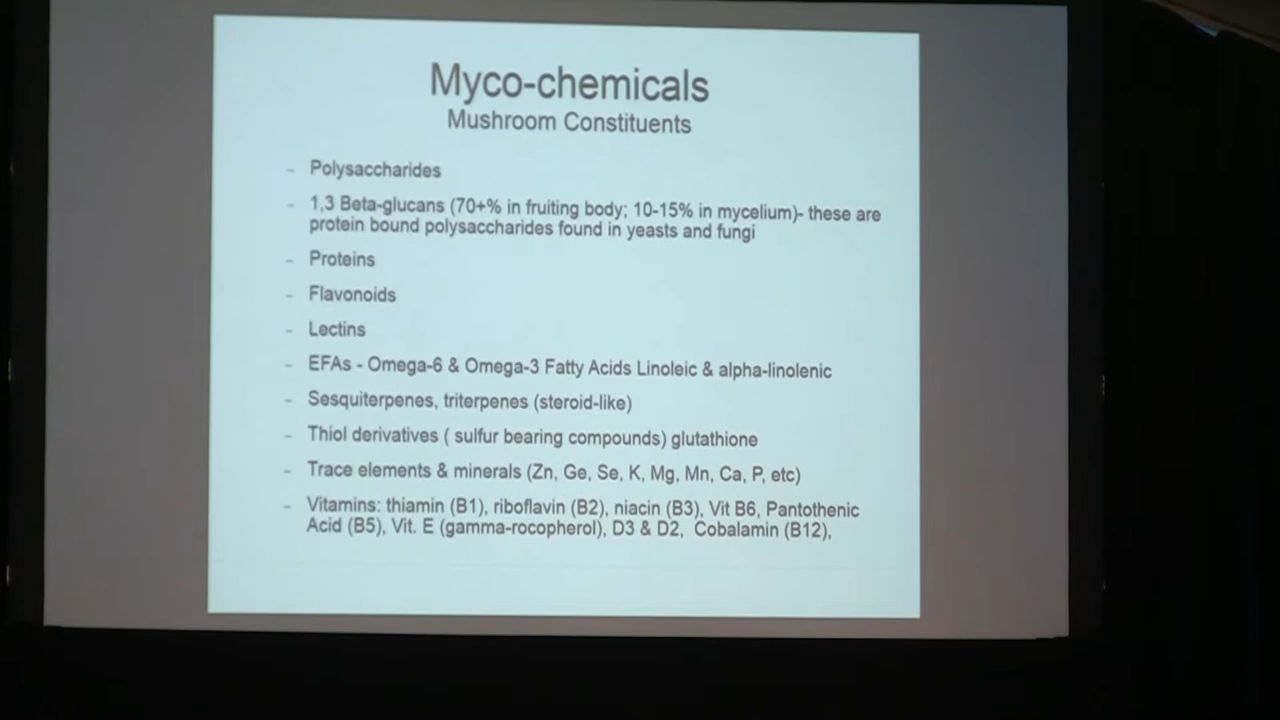 Myco-chemicals
Mushroom Constituents
- Polysaccharides
- 1,3 Beta-glucans (70+% in fruiting body; 10-15% in mycelium)- these are
protein bound polysaccharides found in yeasts and fungi
- Proteins
- Flavonoids
- Lectins
- EFAs - Omega-6 & Omega-3 Fatty Acids Linoleic & alpha-linolenic
- Sesquiterpenes, triterpenes (steroid-like)
- Thiol derivatives ( sulfur bearing compounds) glutathione
- Trace elements & minerals (Zn, Ge, Se, K, Mg, Mn, Ca, P, etc)
- Vitamins: thiamin (B1), riboflavin (B2), niacin (B3), Vit B6, Pantothenic
Acid (B5), Vit. E (gamma-rocopherol), D3 & D2, Cobalamin (B12),